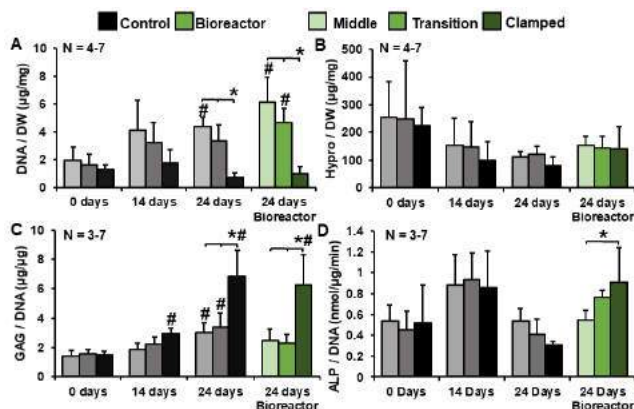 Control Bioreactor Middle Transition Clamped
A N = 4-7
DNA / DW (µg/mg)
10
8
6
4
2
0
# * # # *
0 days 14 days 24 days 24 days
Bioreactor
B N = 4-7
Hypro / DW (µg/mg)
500
400
300
200
100
0
0 days 14 days 24 days 24 days
Bioreactor
C N = 3-7
GAG / DNA (µg/µg)
10
8
6
4
2
0
# # # *# *#
0 days 14 days 24 days 24 days
Bioreactor
D N = 3-7
ALP / DNA (nmol/µg/min)
1.4
1.2
1
0.8
0.6
0.4
0.2
0
*
0 Days 14 Days 24 Days 24 Days
Bioreactor